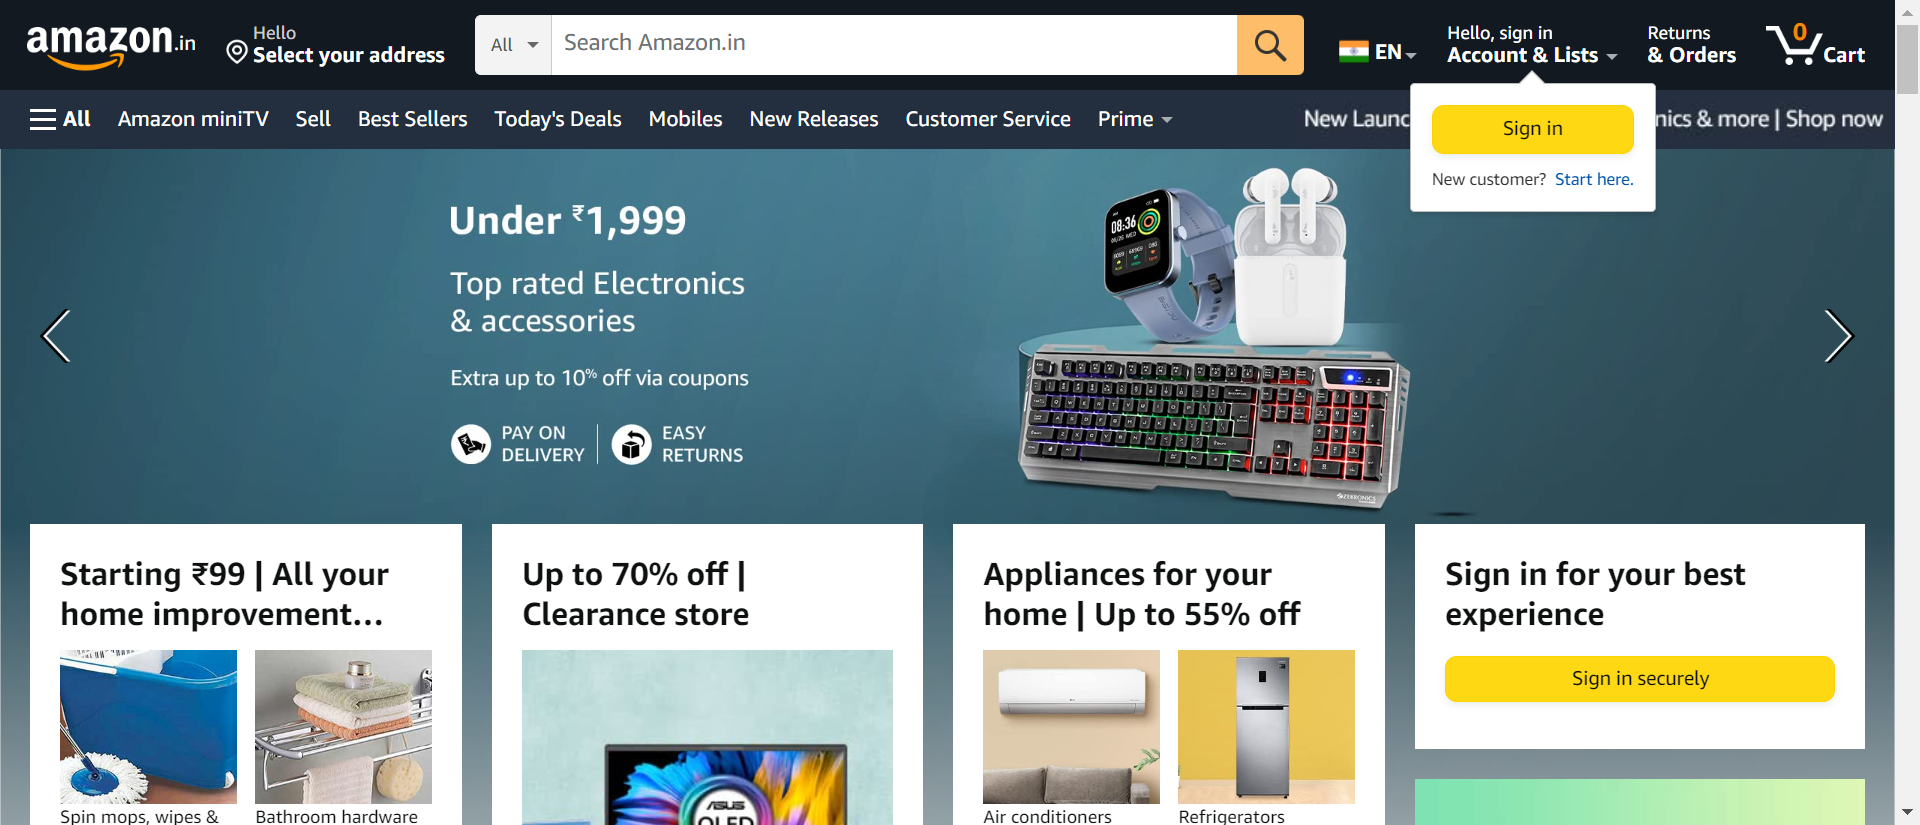 amazon.in
Hello
Select your address
All
Search Amazon.in
EN
Hello, sign in
Account & Lists
Returns
& Orders
0
Cart
All
Amazon miniTV
Sell
Best Sellers
Today's Deals
Mobiles
New Releases
Customer Service
Prime
New Launc
nics & more | Shop now
Sign in
New customer? Start here.
Under ₹1,999
Top rated Electronics
& accessories
Extra up to 10% off via coupons
PAY ON
DELIVERY
EASY
RETURNS
08:36
ZEBRONICS
Starting ₹99 | All your
home improvement...
Spin mops, wipes &
Bathroom hardware
Up to 70% off |
Clearance store
ASUS
OLED
Appliances for your
home | Up to 55% off
Air conditioners
Refrigerators
Sign in for your best
experience
Sign in securely